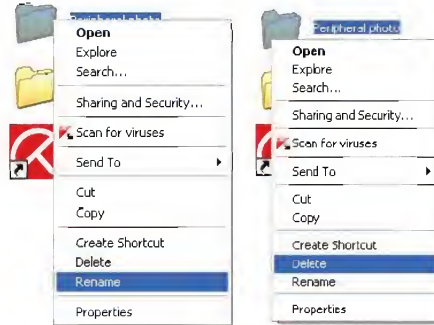 Peripheral photo
Open
Explore
Search...
Sharing and Security...
Scan for viruses
Send To
Cut
Copy
Create Shortcut
Delete
Rename
Properties
Peripheral photo
Open
Explore
Search...
Sharing and Security...
Scan for viruses
Send To
Cut
Copy
Create Shortcut
Delete
Rename
Properties